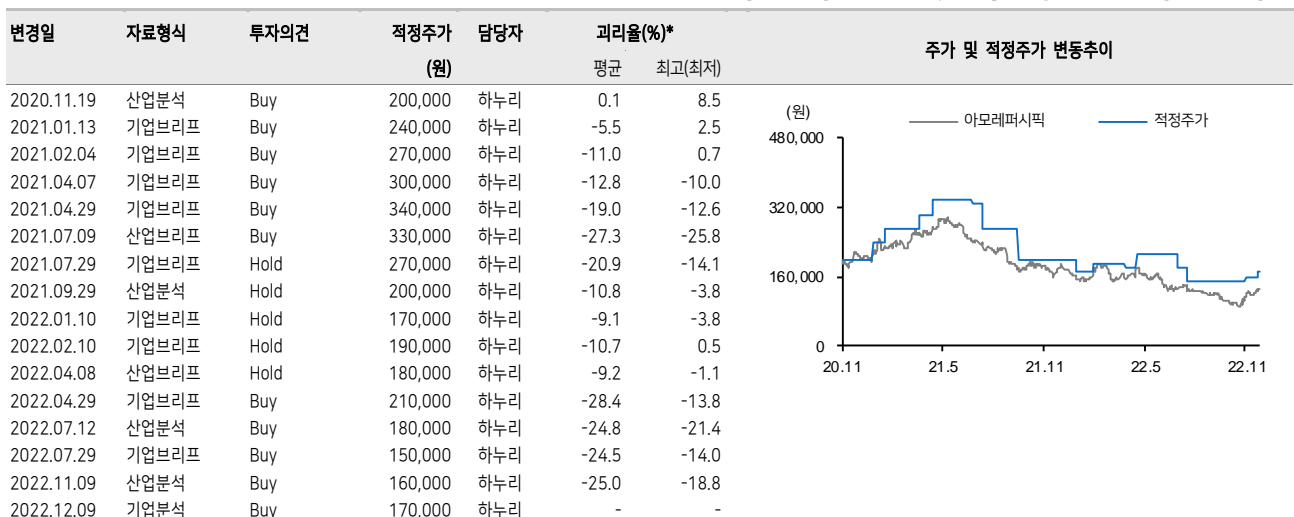 변경일 자료형식 투자의견 적정주가 담당자 괴리율(%)* 주가 및 적정주가 변동추이
(원) 평균 최고(최저)
2020.11.19 산업분석 Buy 200,000 하누리 0.1 8.5
2021.01.13 기업브리프 Buy 240,000 하누리 -5.5 2.5
2021.02.04 기업브리프 Buy 270,000 하누리 -11.0 0.7
2021.04.07 기업브리프 Buy 300,000 하누리 -12.8 -10.0
2021.04.29 기업브리프 Buy 340,000 하누리 -19.0 -12.6
2021.07.09 산업분석 Buy 330,000 하누리 -27.3 -25.8
2021.07.29 기업브리프 Hold 270,000 하누리 -20.9 -14.1
2021.09.29 산업분석 Hold 200,000 하누리 -10.8 -3.8
2022.01.10 기업브리프 Hold 170,000 하누리 -9.1 -3.8
2022.02.10 기업브리프 Hold 190,000 하누리 -10.7 0.5
2022.04.08 산업브리프 Hold 180,000 하누리 -9.2 -1.1
2022.04.29 기업브리프 Buy 210,000 하누리 -28.4 -13.8
2022.07.12 산업분석 Buy 180,000 하누리 -24.8 -21.4
2022.07.29 기업브리프 Buy 150,000 하누리 -24.5 -14.0
2022.11.09 산업분석 Buy 160,000 하누리 -25.0 -18.8
2022.12.09 기업분석 Buy 170,000 하누리 - -
(원)
아모레퍼시픽 적정주가
480,000
320,000
160,000
0
20.11 21.5 21.11 22.5 22.11